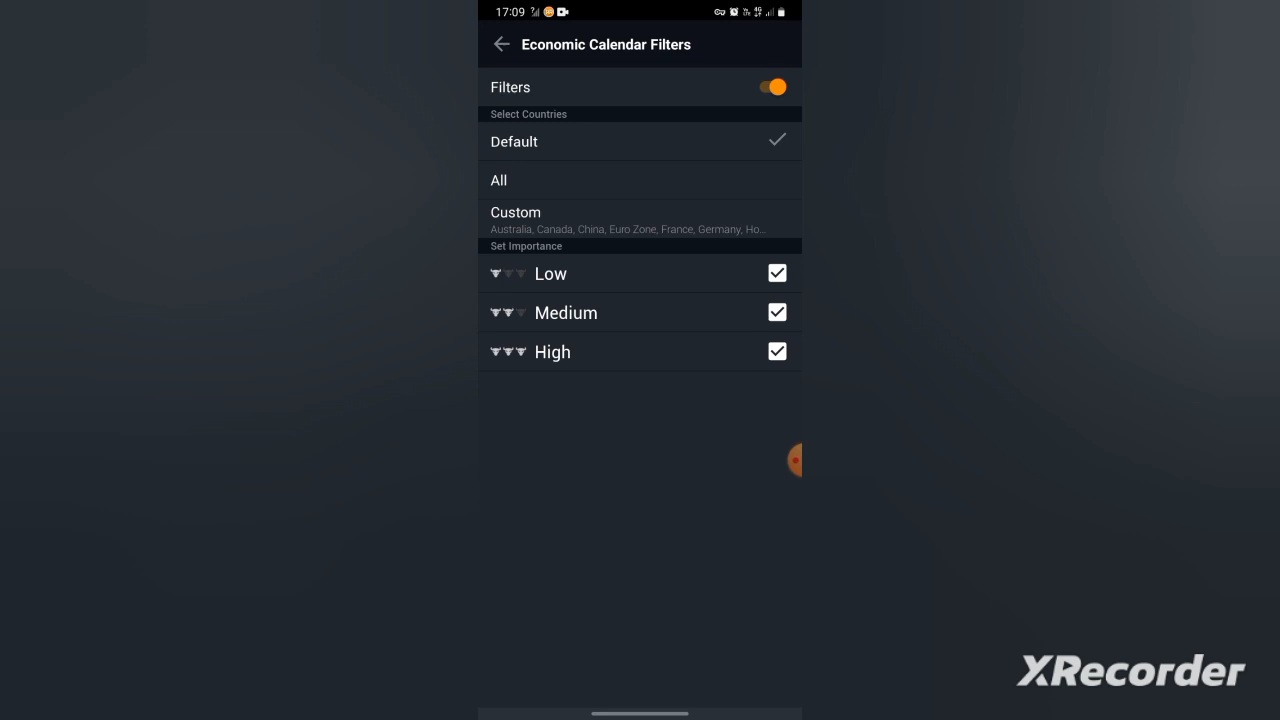 17:09
Economic Calendar Filters
Filters
Select Countries
Default
All
Custom
Australia, Canada, China, Euro Zone, France, Germany, Ho...
Set Importance
Low
Medium
High
XRecorder